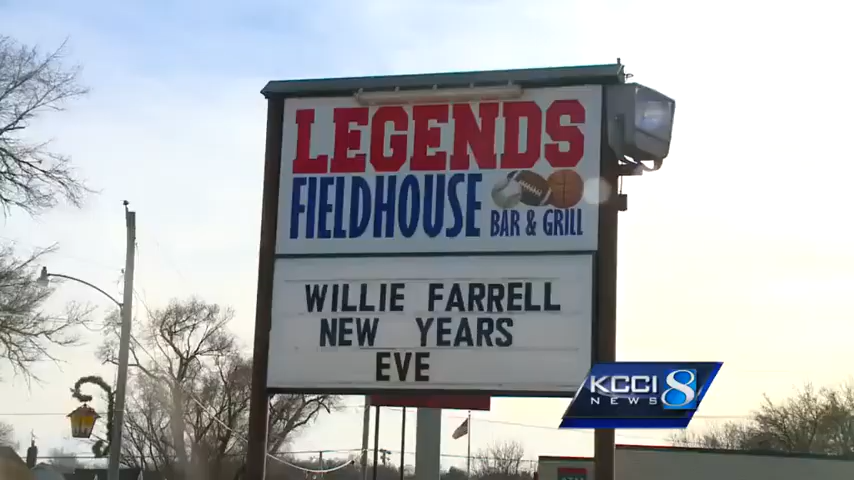 LEGENDS
FIELDHOUSE
BAR & GRILL
WILLIE FARRELL
NEW YEARS
EVE
KCCI 8
NEWS